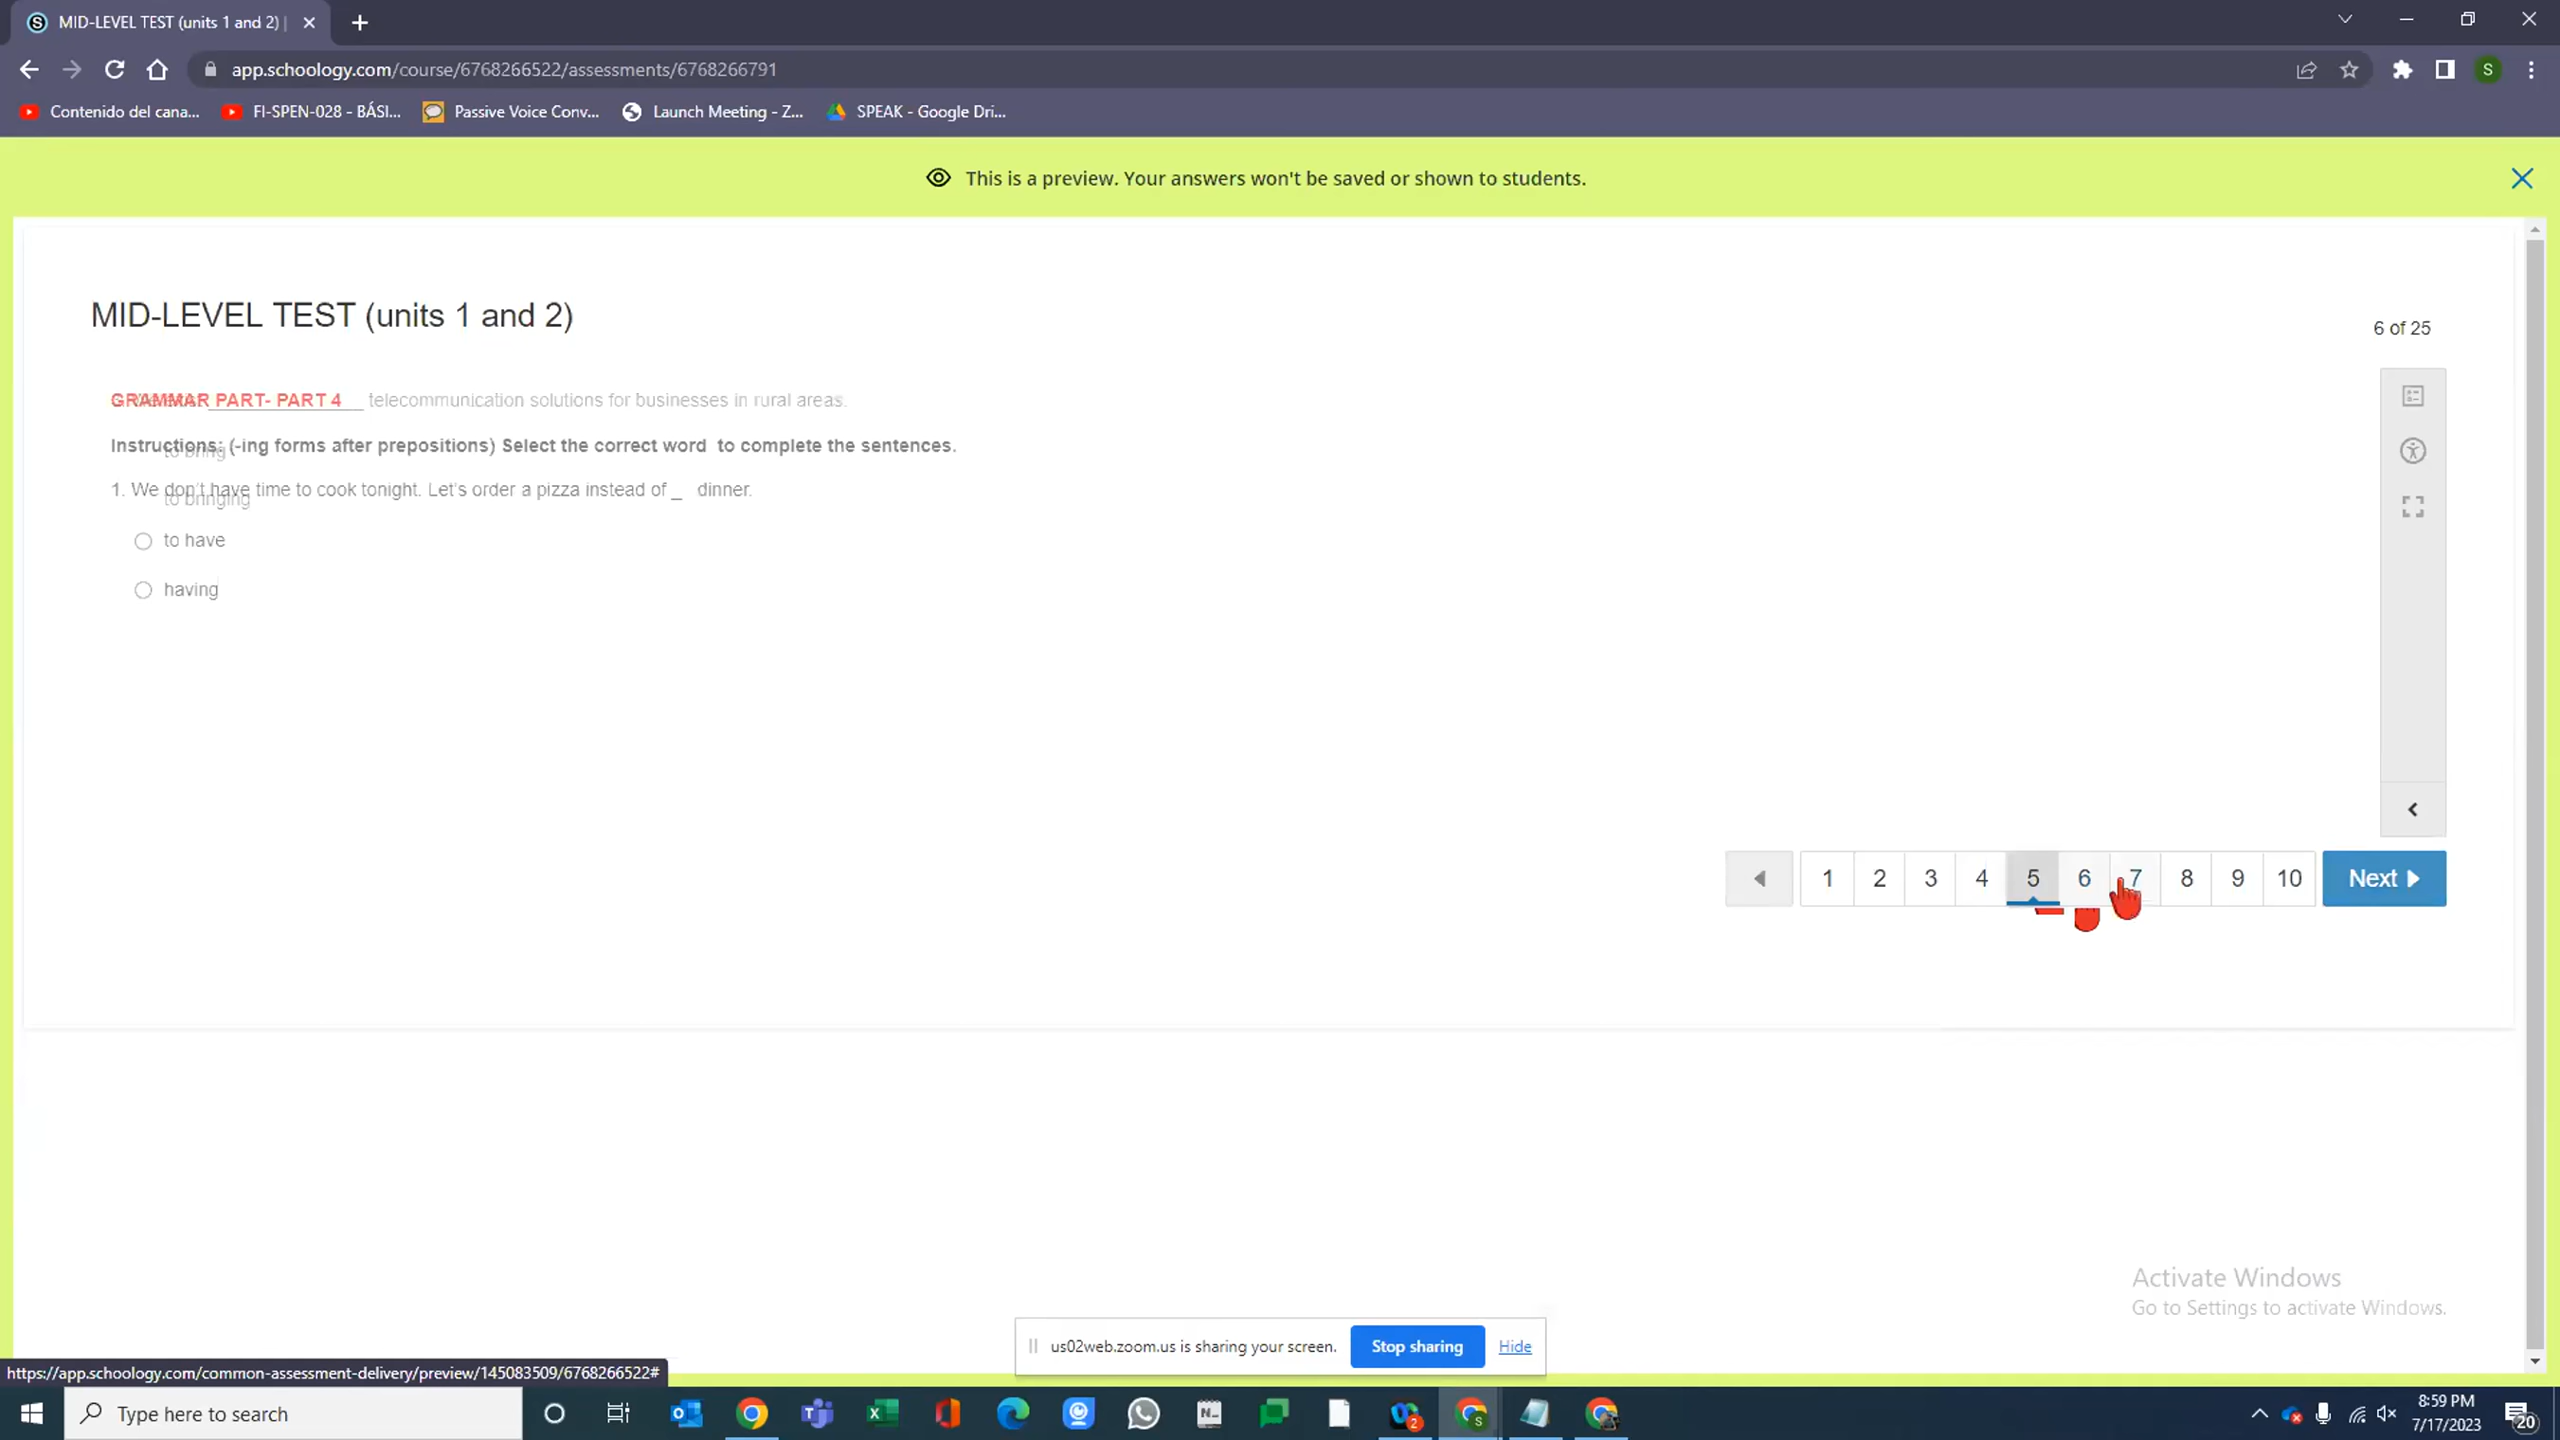 MID-LEVEL TEST (units 1 and 2) |
app.schoology.com/course/6768266522/assessments/6768266791
S
Contenido del cana...
FI-SPEN-028 - BÁSI...
Passive Voice Conv...
Launch Meeting - Z...
SPEAK - Google Dri...
This is a preview. Your answers won't be saved or shown to students.
MID-LEVEL TEST (units 1 and 2)
6 of 25
GRAMMAR PART- PART 4
telecommunication solutions for businesses in rural areas.
Instructions: (-ing forms after prepositions) Select the correct word to complete the sentences.
to bring
1. We don't have time to cook tonight. Let's order a pizza instead of _ dinner.
to bringing
to have
having
1 2 3 4 5 6 7 8 9 10 Next
Activate Windows
Go to Settings to activate Windows.
us02web.zoom.us is sharing your screen.
Stop sharing
Hide
https://app.schoology.com/common-assessment-delivery/preview/145083509/6768266522#
Type here to search
2
S
8:59 PM
7/17/2023
20